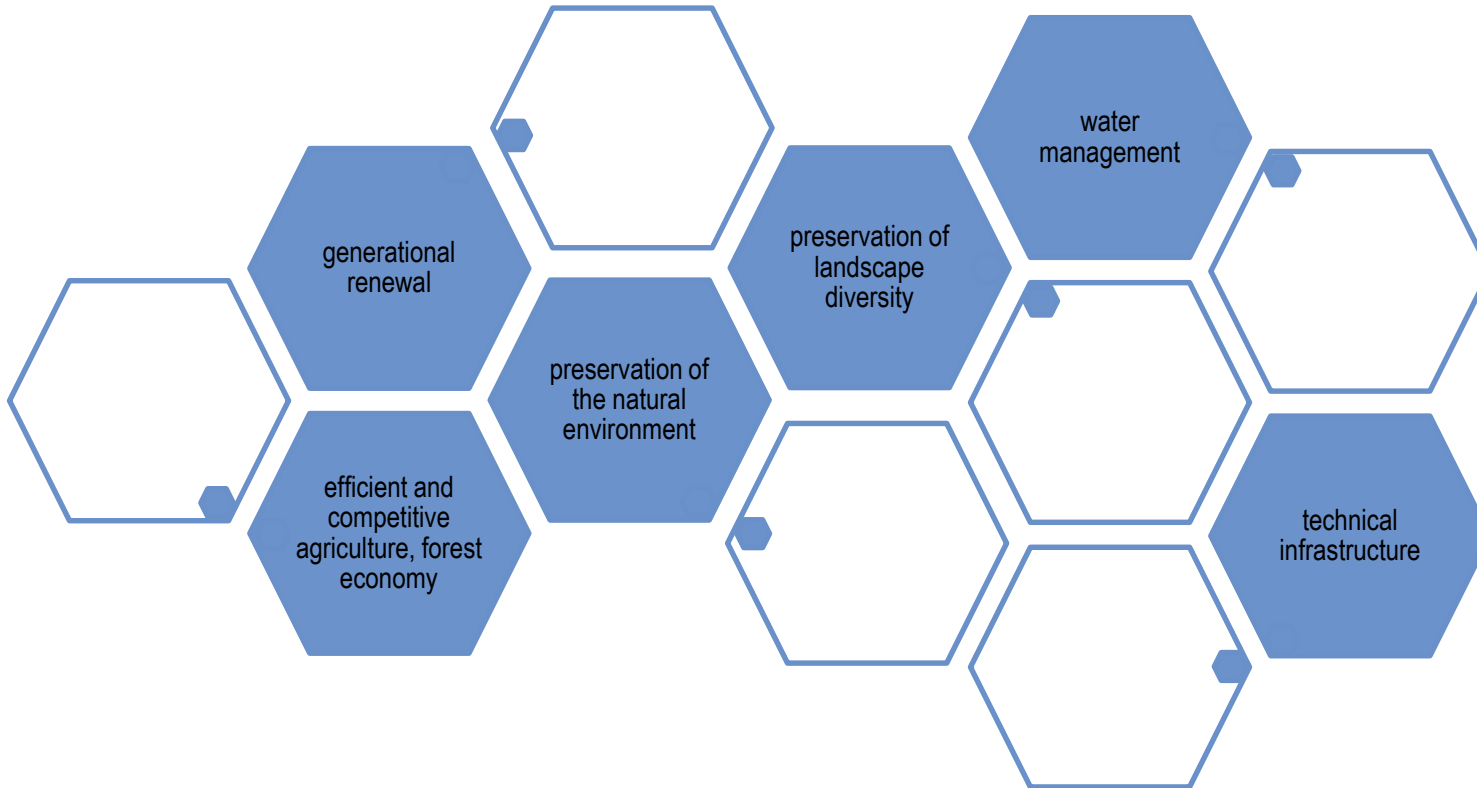 water
management
generational
renewal
preservation of
landscape
diversity
preservation of
the natural
environment
efficient and
competitive
agriculture, forest
economy
technical
infrastructure